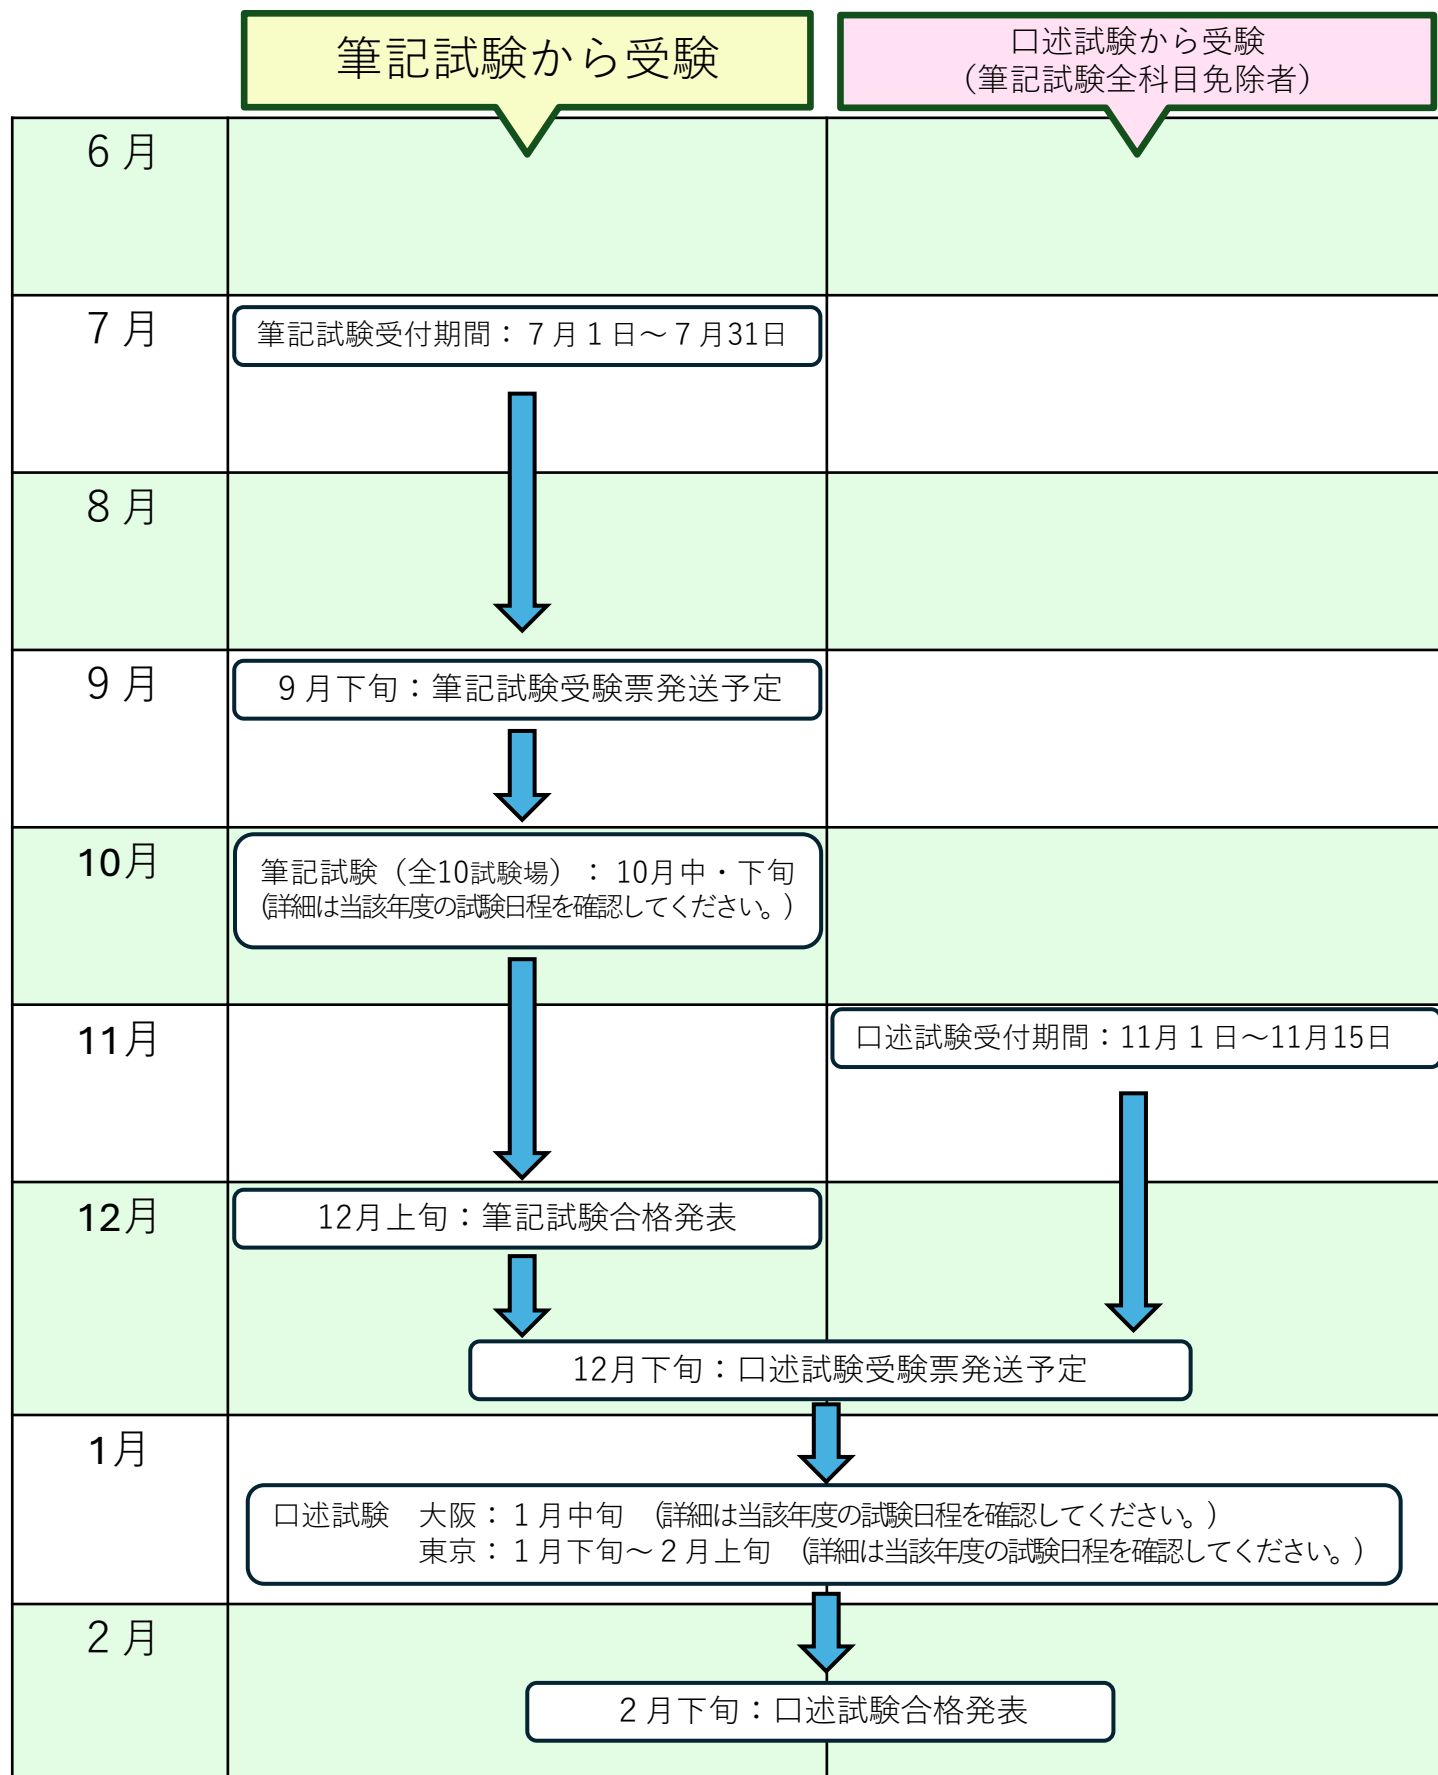 筆記試験から受験
口述試験から受験
（筆記試験全科目免除者）
６月
７月
筆記試験受付期間：７月１日～７月31日
８月
９月
９月下旬：筆記試験受験票発送予定
10月
筆記試験（全10試験場）：10月中・下旬
(詳細は当該年度の試験日程を確認してください。)
11月
口述試験受付期間：11月１日～11月15日
12月
12月上旬：筆記試験合格発表
12月下旬：口述試験受験票発送予定
1月
口述試験　大阪：１月中旬　(詳細は当該年度の試験日程を確認してください。)
東京：１月下旬～２月上旬　(詳細は当該年度の試験日程を確認してください。)
２月
２月下旬：口述試験合格発表